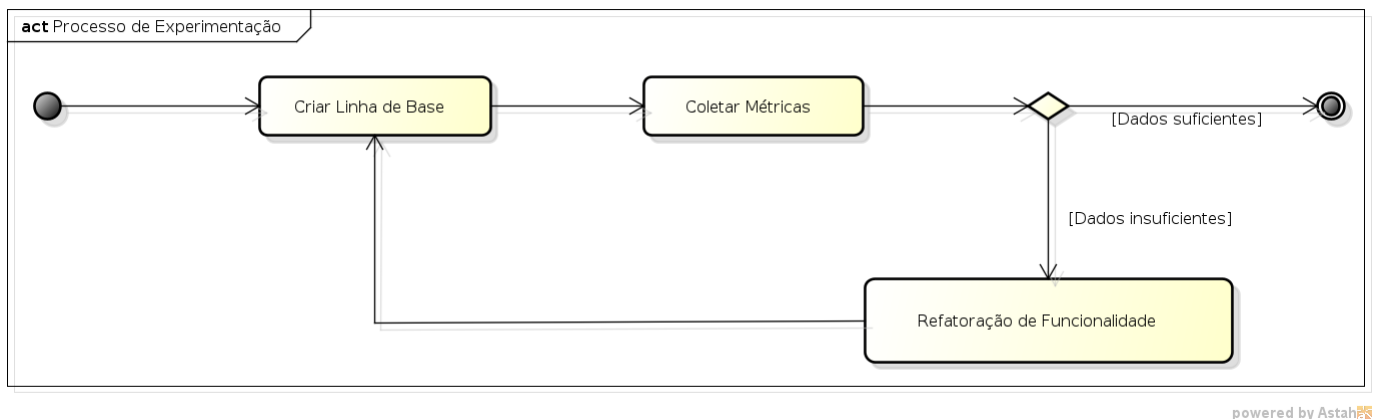 act Processo de Experimentação
Criar Linha de Base
Coletar Métricas
[Dados suficientes]
[Dados insuficientes]
Refatoração de Funcionalidade
powered by Astah